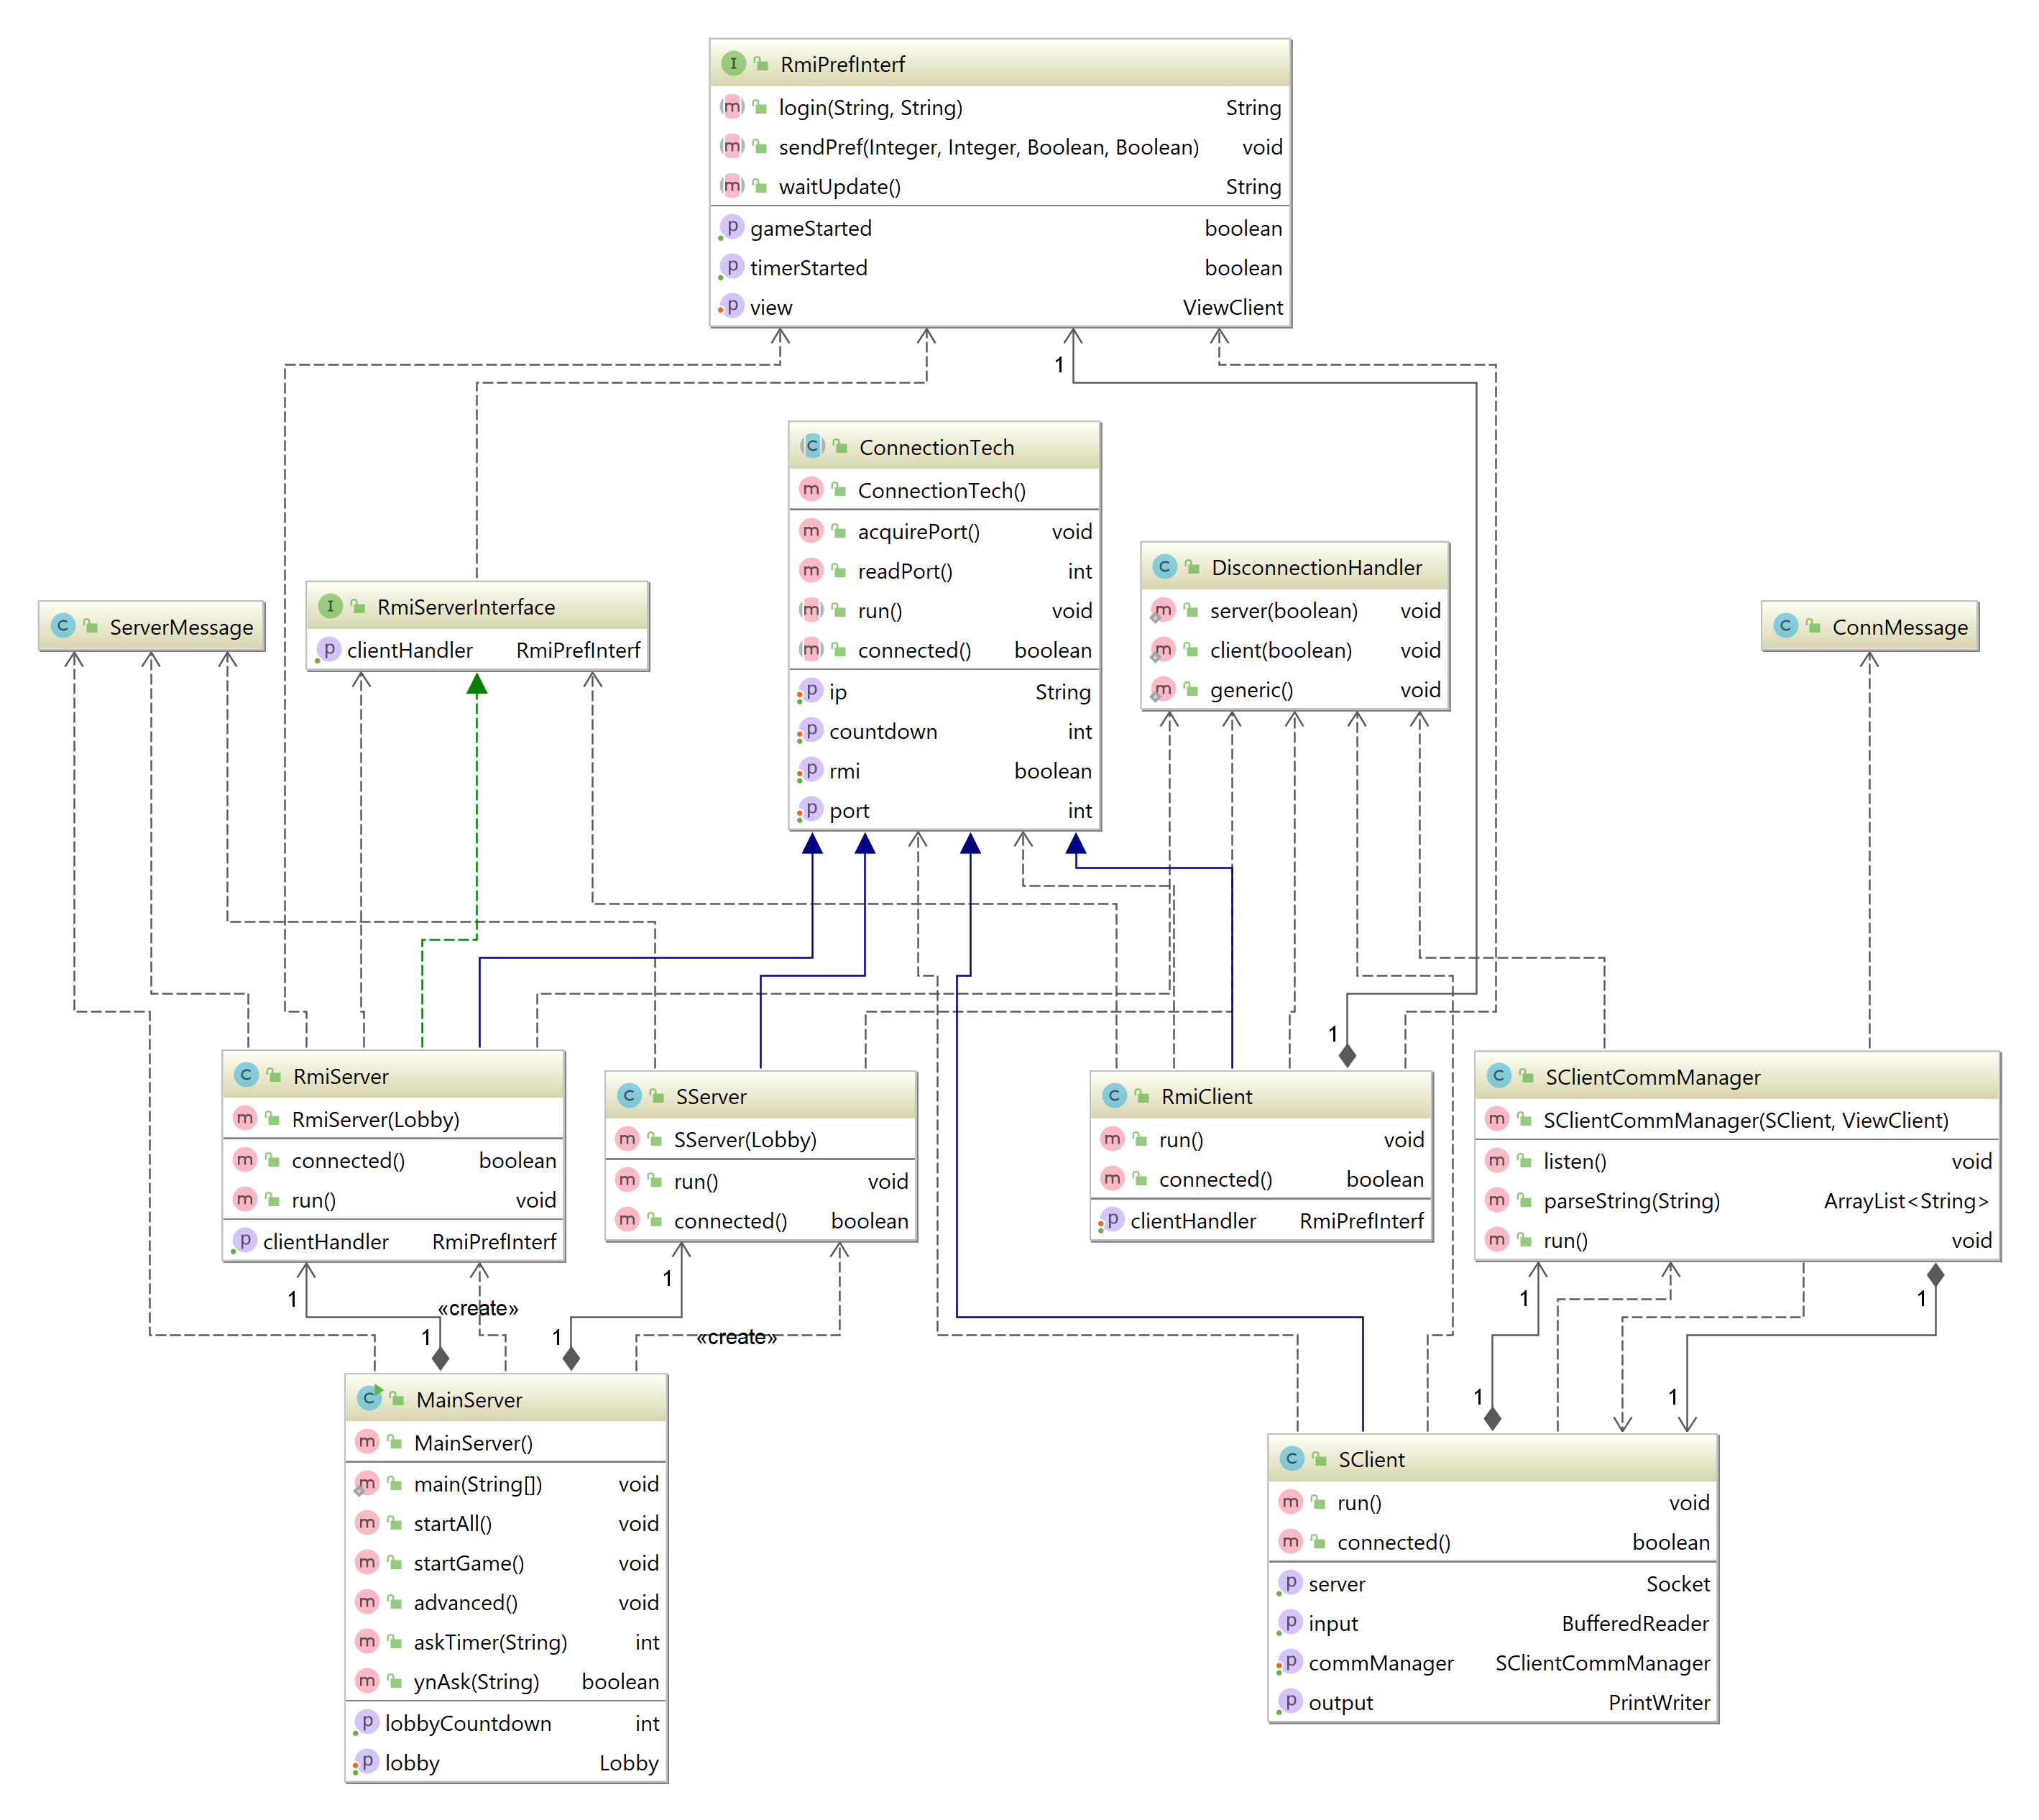 RmiPrefInterf
login(String, String) String
sendPref(Integer, Integer, Boolean, Boolean) void
waitUpdate() String
gameStarted boolean
timerStarted boolean
view ViewClient
1
ConnectionTech
ConnectionTech()
acquirePort() void
readPort() int
run() void
connected() boolean
ip String
countdown int
rmi boolean
port int
DisconnectionHandler
server(boolean) void
client(boolean) void
generic() void
RmiServerInterface
clientHandler RmiPrefInterf
ServerMessage
ConnMessage
1
RmiServer
RmiServer(Lobby)
connected() boolean
run() void
clientHandler RmiPrefInterf
SServer
SServer(Lobby)
run() void
connected() boolean
RmiClient
run() void
connected() boolean
clientHandler RmiPrefInterf
SClientCommManager
SClientCommManager(SClient, ViewClient)
listen() void
parseString(String) ArrayList<String>
run() void
1
1
1
1
«create»
1
1
«create»
1
1
MainServer
MainServer()
main(String[]) void
startAll() void
startGame() void
advanced() void
askTimer(String) int
ynAsk(String) boolean
lobbyCountdown int
lobby Lobby
SClient
run() void
connected() boolean
server Socket
input BufferedReader
commManager SClientCommManager
output PrintWriter